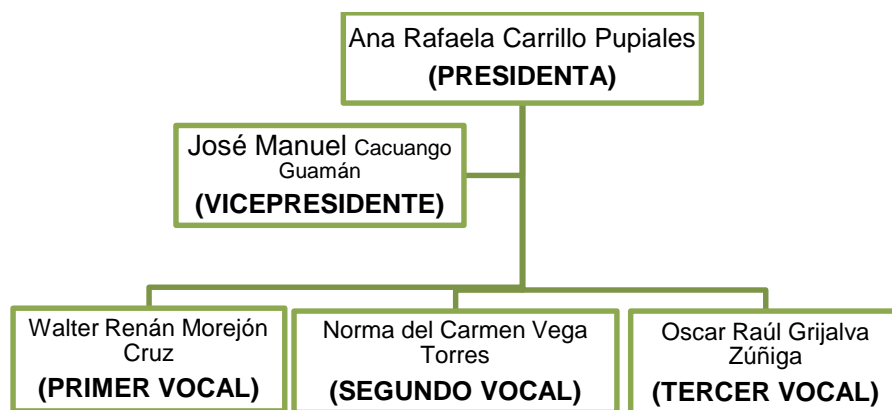 Ana Rafaela Carrillo Pupiales
(PRESIDENTA)
José Manuel Cacuango
Guamán
(VICEPRESIDENTE)
Walter Renán Morejón
Cruz
(PRIMER VOCAL)
Norma del Carmen Vega
Torres
(SEGUNDO VOCAL)
Oscar Raúl Grijalva
Zúñiga
(TERCER VOCAL)